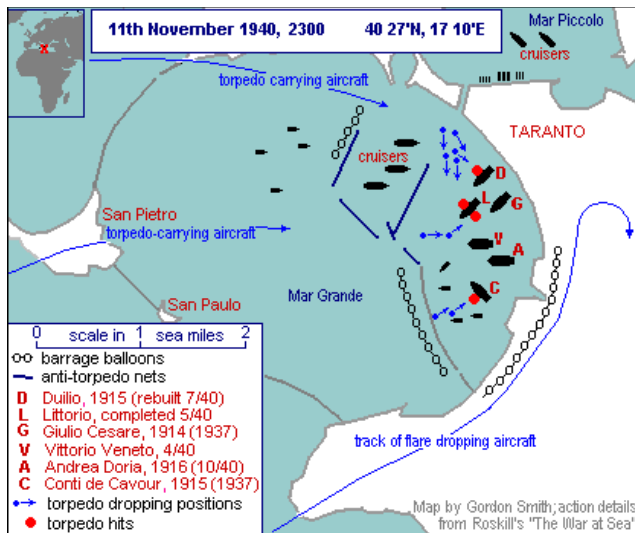 11th November 1940, 2300 40 27'N, 17 10'E
Mar Piccolo
cruisers
torpedo carrying aircraft
TARANTO
cruisers
D
L
G
San Pietro
torpedo-carrying aircraft
V
A
San Paulo
Mar Grande
C
0 scale in 1 sea miles 2
barrage balloons
anti-torpedo nets
D Duilio, 1915 (rebuilt 7/40)
L Littorio, completed 5/40
G Giulio Cesare, 1914 (1937)
V Vittorio Veneto, 4/40
A Andrea Doria, 1916 (10/40)
C Conti de Cavour, 1915 (1937)
torpedo dropping positions
torpedo hits
track of flare dropping aircraft
Map by Gordon Smith; action details
from Roskill's "The War at Sea"